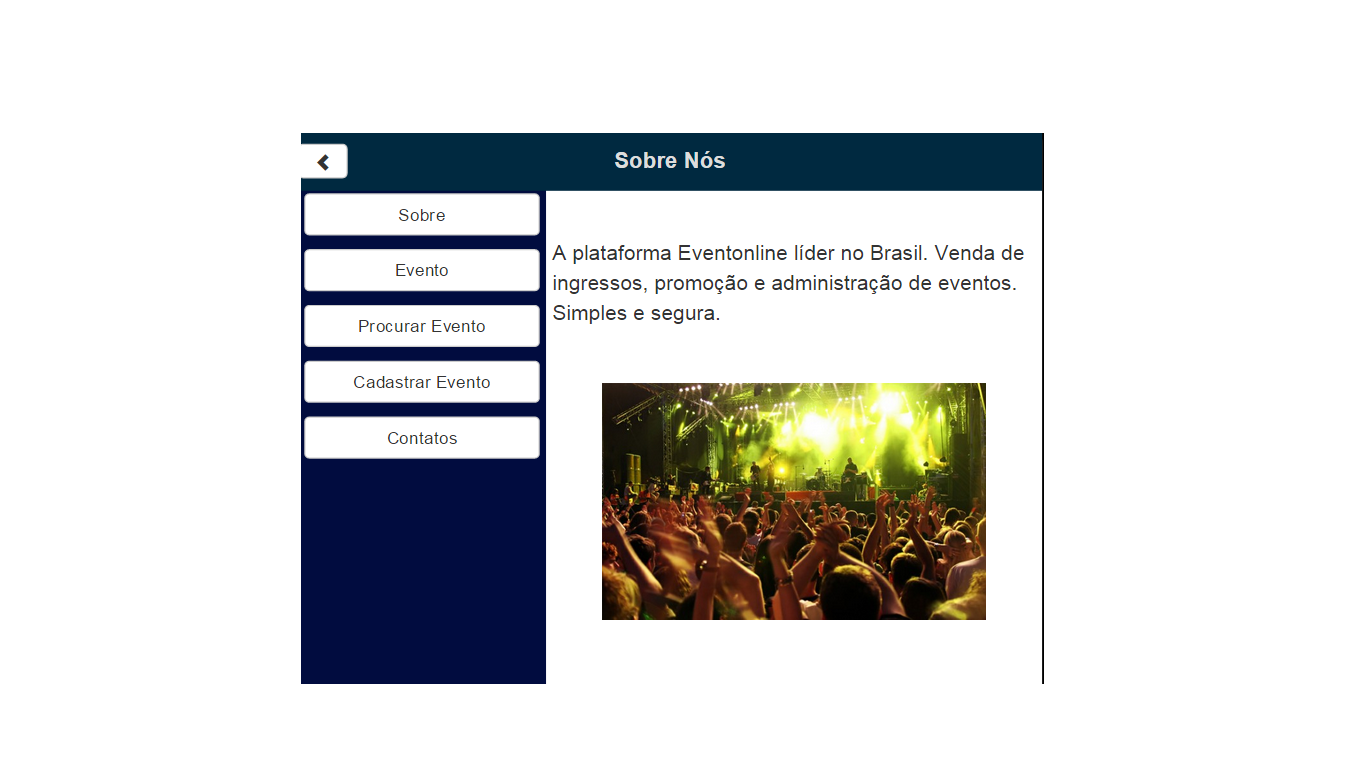 Sobre Nós
Sobre
Evento
Procurar Evento
Cadastrar Evento
Contatos
A plataforma Eventonline líder no Brasil. Venda de
ingressos, promoção e administração de eventos.
Simples e segura.